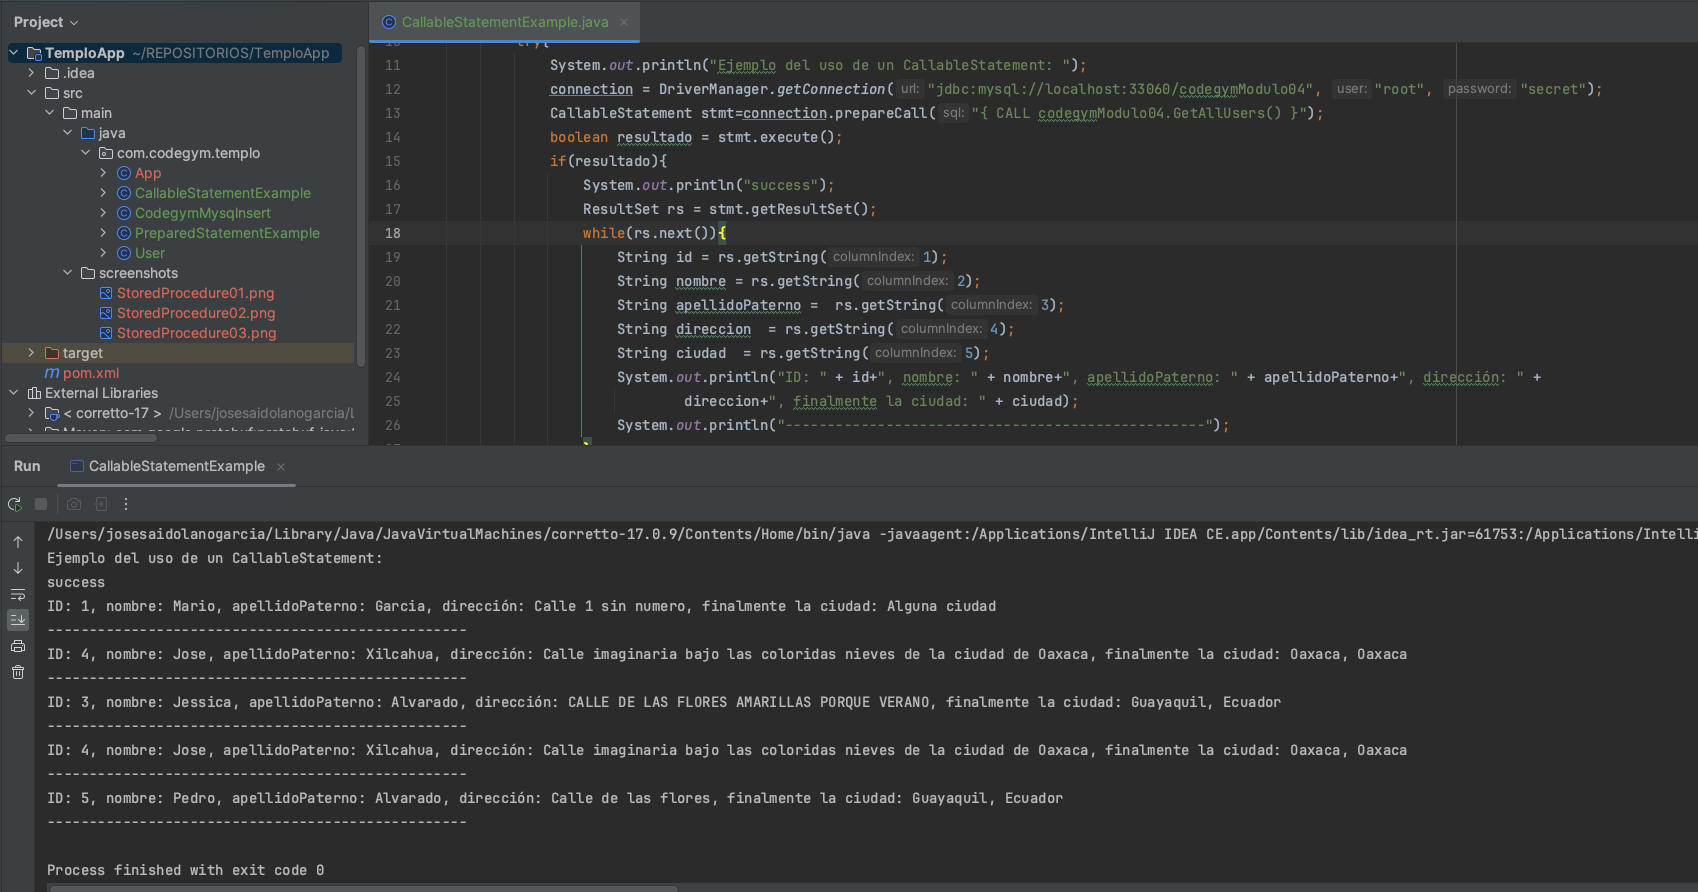 Project
TemploApp ~/REPOSITORIOS/TemploApp
.idea
src
main
java
com.codegym.templo
App
CallableStatementExample
CodegymMysqlnsert
PreparedStatementExample
User
screenshots
StoredProcedure01.png
StoredProcedure02.png
StoredProcedure03.png
target
pom.xml
External Libraries
< corretto-17 > /Users/josesaidolanogarcia/L
CallableStatementExample.java
try{
11 System.out.println("Ejemplo del uso de un CallableStatement: ");
12 connection = DriverManager.getConnection( url: "jdbc:mysql://localhost:33060/codegymModulo04", user: "root", password: "secret");
13 CallableStatement stmt=connection.prepareCall( sql: "{ CALL codegymModulo04.GetAllUsers() }");
14 boolean resultado = stmt.execute();
15 if(resultado){
16 System.out.println("success");
17 ResultSet rs = stmt.getResultSet();
18 while(rs.next()){
19 String id = rs.getString( columnIndex: 1);
20 String nombre = rs.getString( columnIndex: 2);
21 String apellidoPaterno =  rs.getString( columnIndex: 3);
22 String direccion  = rs.getString( columnIndex: 4);
23 String ciudad  = rs.getString( columnIndex: 5);
24 System.out.println("ID: " + id+", nombre: " + nombre+", apellidoPaterno: " + apellidoPaterno+", dirección: " +
25 direccion+", finalmente la ciudad: " + ciudad);
26 System.out.println("--------------------------------------------------");
Run CallableStatementExample
/Users/josesaidolanogarcia/Library/Java/JavaVirtualMachines/corretto-17.0.9/Contents/Home/bin/java -javaagent:/Applications/IntelliJ IDEA CE.app/Contents/lib/idea_rt.jar=61753:/Applications/Intelli
Ejemplo del uso de un CallableStatement:
success
ID: 1, nombre: Mario, apellidoPaterno: Garcia, dirección: Calle 1 sin numero, finalmente la ciudad: Alguna ciudad
--------------------------------------------------
ID: 4, nombre: Jose, apellidoPaterno: Xilcahua, dirección: Calle imaginaria bajo las coloridas nieves de la ciudad de Oaxaca, finalmente la ciudad: Oaxaca, Oaxaca
--------------------------------------------------
ID: 3, nombre: Jessica, apellidoPaterno: Alvarado, dirección: CALLE DE LAS FLORES AMARILLAS PORQUE VERANO, finalmente la ciudad: Guayaquil, Ecuador
--------------------------------------------------
ID: 4, nombre: Jose, apellidoPaterno: Xilcahua, dirección: Calle imaginaria bajo las coloridas nieves de la ciudad de Oaxaca, finalmente la ciudad: Oaxaca, Oaxaca
--------------------------------------------------
ID: 5, nombre: Pedro, apellidoPaterno: Alvarado, dirección: Calle de las flores, finalmente la ciudad: Guayaquil, Ecuador
--------------------------------------------------
Process finished with exit code 0